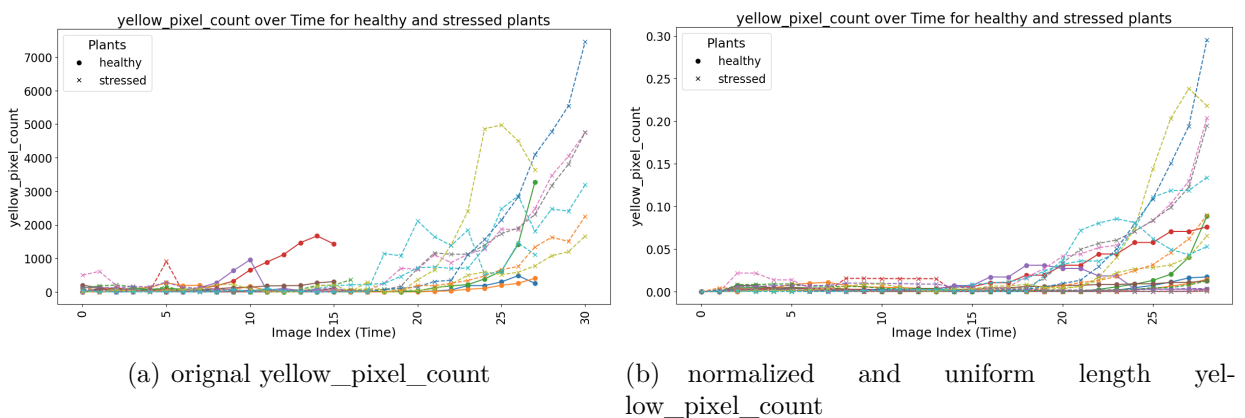 yellow_pixel_count over Time for healthy and stressed plants
7000
6000
5000
4000
3000
2000
1000
0
yellow_pixel_count
Plants
healthy
stressed
0
5
10
15
20
25
30
Image Index (Time)
(a) orignal yellow_pixel_count
yellow_pixel_count over Time for healthy and stressed plants
0.30
0.25
0.20
0.15
0.10
0.05
0.00
yellow_pixel_count
Plants
healthy
stressed
0
5
10
15
20
25
Image Index (Time)
(b) normalized and uniform length yel-
low_pixel_count